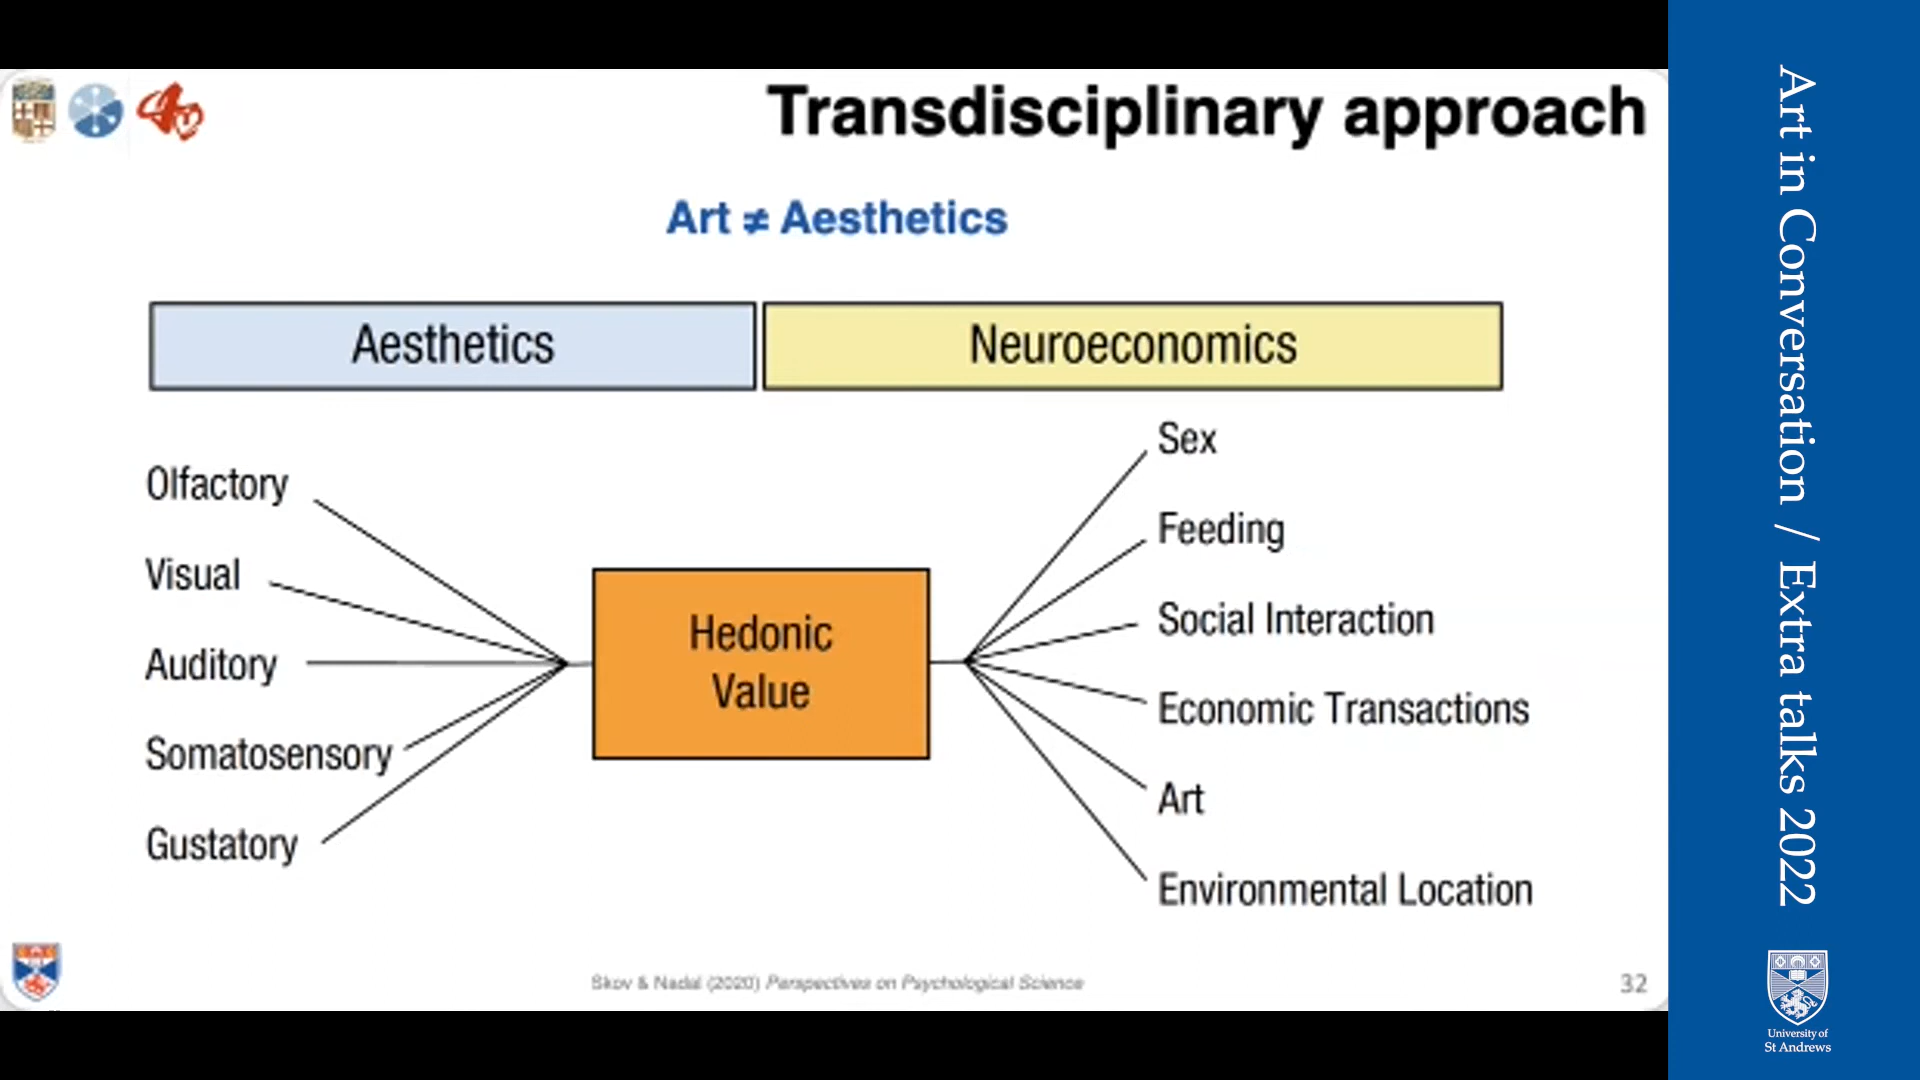 Transdisciplinary approach
Art ≠ Aesthetics
Aesthetics
Neuroeconomics
Olfactory
Visual
Auditory
Somatosensory
Gustatory
Hedonic
Value
Sex
Feeding
Social Interaction
Economic Transactions
Art
Environmental Location
Skov & Nadal (2020) Perspectives on Psychological Science
32
Art in Conversation / Extra talks 2022
University of
St Andrews